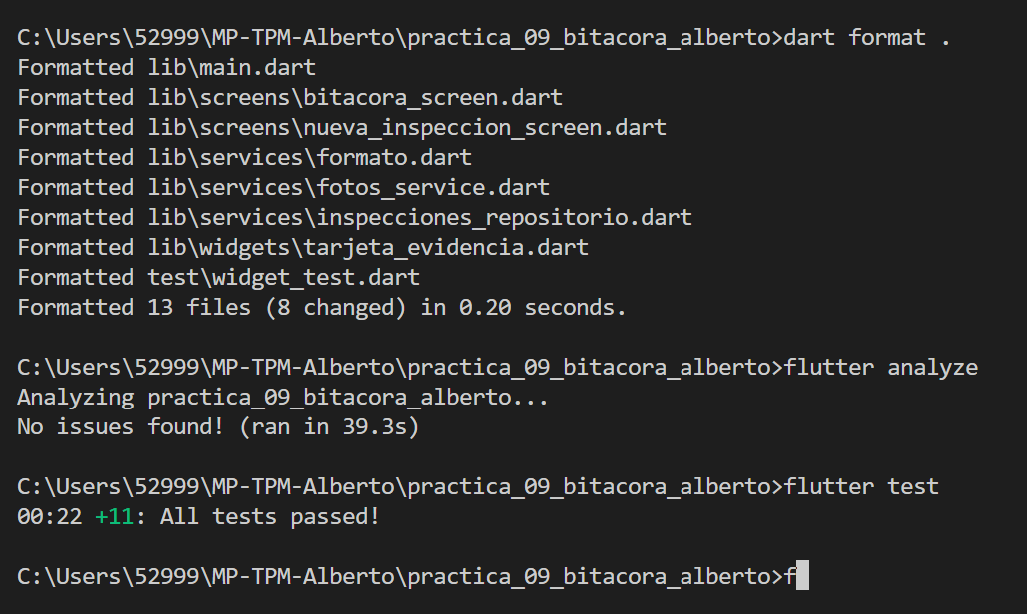 C:\Users\52999\MP-TPM-Alberto\practica_09_bitacora_alberto>dart format .
Formatted lib\main.dart
Formatted lib\screens\bitacora_screen.dart
Formatted lib\screens\nueva_inspeccion_screen.dart
Formatted lib\services\formato.dart
Formatted lib\services\fotos_service.dart
Formatted lib\services\inspecciones_repositorio.dart
Formatted lib\widgets\tarjeta_evidencia.dart
Formatted test\widget_test.dart
Formatted 13 files (8 changed) in 0.20 seconds.
C:\Users\52999\MP-TPM-Alberto\practica_09_bitacora_alberto>flutter analyze
Analyzing practica_09_bitacora_alberto...
No issues found! (ran in 39.3s)
C:\Users\52999\MP-TPM-Alberto\practica_09_bitacora_alberto>flutter test
00:22 +11: All tests passed!
C:\Users\52999\MP-TPM-Alberto\practica_09_bitacora_alberto>f